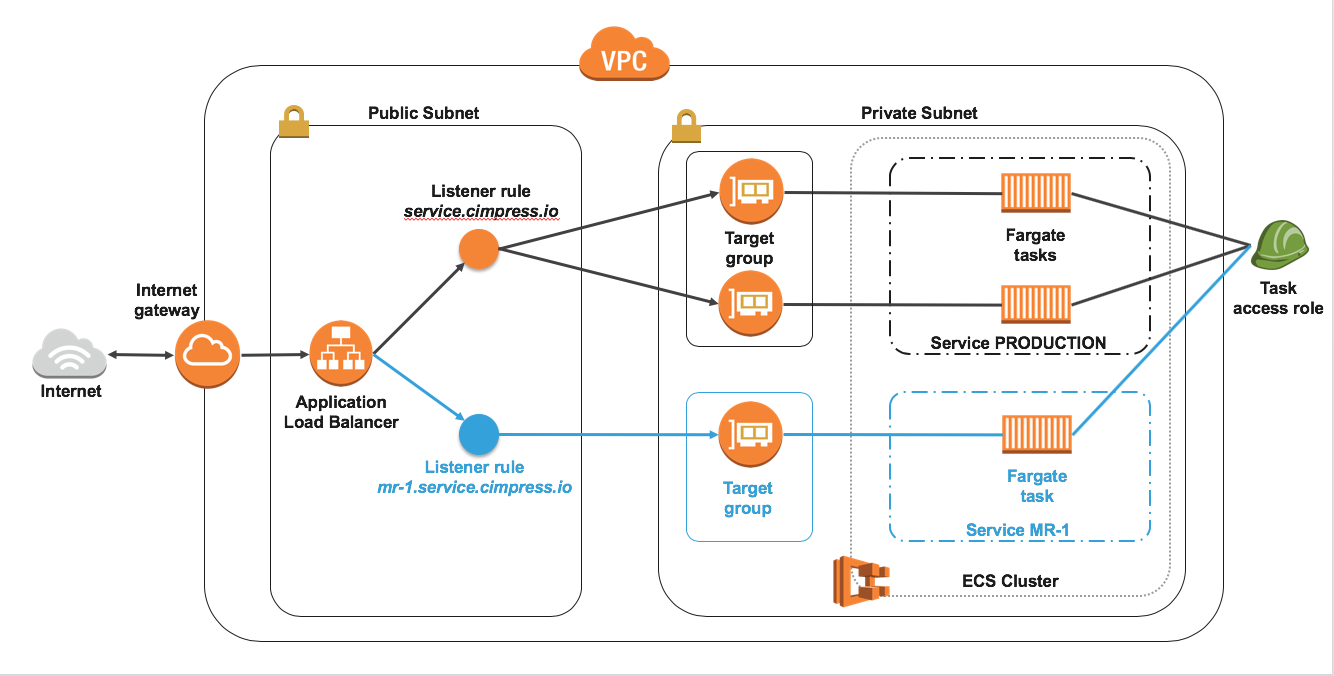 VPC
Public Subnet
Private Subnet
Listener rule
service.cimpress.io
Target
group
Fargate
tasks
Service PRODUCTION
Internet
gateway
Internet
Application
Load Balancer
Task
access role
Listener rule
mr-1.service.cimpress.io
Target
group
Fargate
task
Service MR-1
ECS Cluster